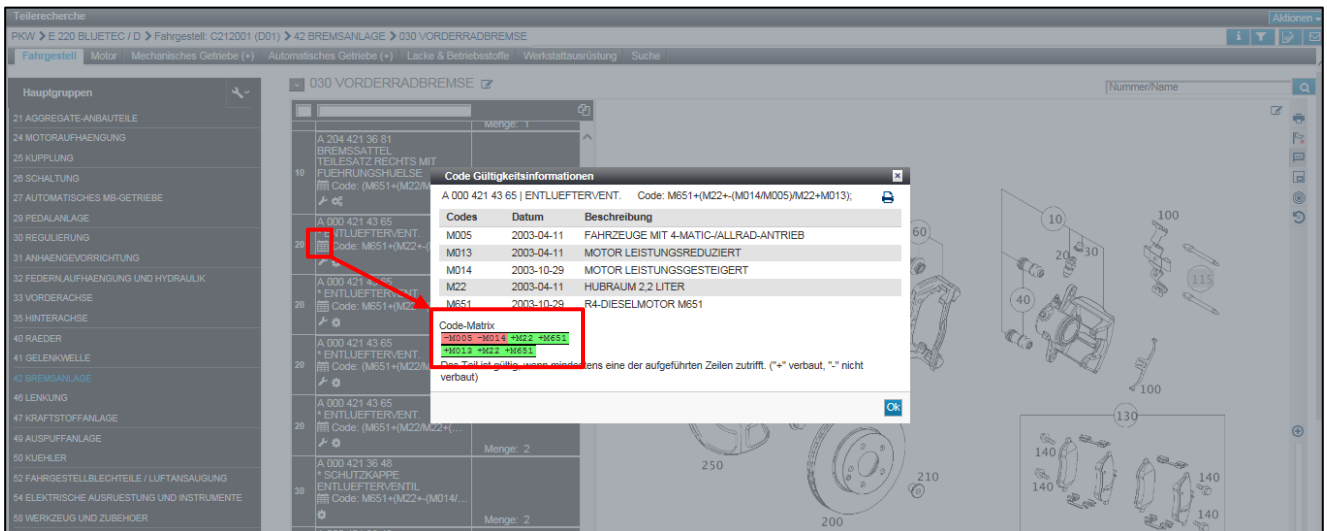 Teilerecherche
Aktionen
PKW > E 220 BLUETEC / D > Fahrgestell: C212001 (D01) > 42 BREMSANLAGE > 030 VORDERRADBREMSE
Fahrgestell Motor Mechanisches Getriebe (+) Automatisches Getriebe (+) Lacke & Betriebsstoffe Werkstattausrüstung Suche
Hauptgruppen
21 AGGREGATE-ANBAUTEILE
24 MOTORAUFHAENGUNG
25 KUPPLUNG
26 SCHALTUNG
27 AUTOMATISCHES MB-GETRIEBE
29 PEDALANLAGE
30 REGULIERUNG
31 ANHAENGEVORRICHTUNG
32 FEDERN,AUFHAENGUNG UND HYDRAULIK
33 VORDERACHSE
35 HINTERACHSE
40 RAEDER
41 GELENKWELLE
42 BREMSANLAGE
46 LENKUNG
47 KRAFTSTOFFANLAGE
49 AUSPUFFANLAGE
50 KUEHLER
52 FAHRGESTELLBLECHTEILE / LUFTANSAUGUNG
54 ELEKTRISCHE AUSRUESTUNG UND INSTRUMENTE
58 WERKZEUG UND ZUBEHOER
030 VORDERRADBREMSE
Nummer/Name
Menge: 1
A 204 421 36 81
BREMSSATTEL
TEILESATZ RECHTS MIT
10 FUEHRUNGSHUELSE
Code: (M651+(M22/M
A 000 421 43 65
* ENTLUEFTERVENT.
20 Code: M651+(M22+-(
A 000 421 43 65
* ENTLUEFTERVENT.
20 Code: M651+(M22
A 000 421 43 65
* ENTLUEFTERVENT.
20 Code: (M651+(M22/M
A 000 421 43 65
* ENTLUEFTERVENT.
20 Code: (M651+(M22/M22+(...
Menge: 2
A 000 421 36 48
* SCHUTZKAPPE
30 ENTLUEFTERVENTIL
Code: M651+(M22+-(M014/...
Menge: 2
Code Gültigkeitsinformationen
A 000 421 43 65 | ENTLUEFTERVENT. Code: M651+(M22+-(M014/M005)/M22+M013);
Codes Datum Beschreibung
M005 2003-04-11 FAHRZEUGE MIT 4-MATIC-/ALLRAD-ANTRIEB
M013 2003-04-11 MOTOR LEISTUNGSREDUZIERT
M014 2003-10-29 MOTOR LEISTUNGSGESTEIGERT
M22 2003-04-11 HUBRAUM 2,2 LITER
M651 2003-10-29 R4-DIESELMOTOR M651
Code-Matrix
-M005 -M014 +M22 +M651
+M013 +M22 +M651
Das Teil ist gültig, wenn mindestens eine der aufgeführten Zeilen zutrifft. ("+" verbaut, "-" nicht
verbaut)
Ok
10
100
60
20
30
115
40
100
130
140
140
140
140
250
210
200